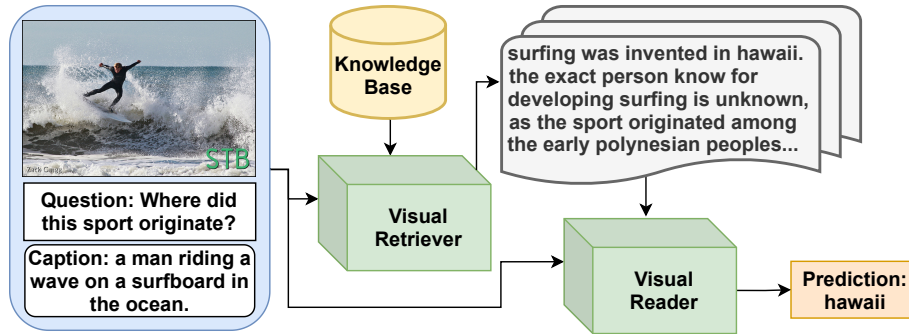 STB
Question: Where did
this sport originate?
Caption: a man riding a
wave on a surfboard in
the ocean.
Knowledge
Base
Visual
Retriever
surfing was invented in hawaii.
the exact person know for
developing surfing is unknown,
as the sport originated among
the early polynesian peoples...
Visual
Reader
Prediction:
hawaii